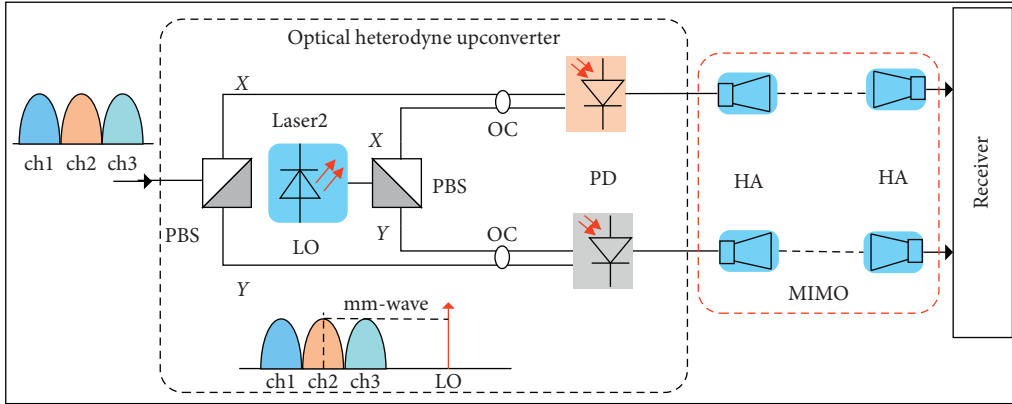 Optical heterodyne upconverter
X
OC
Laser2
X
ch1 ch2 ch3
PBS
PD
HA
HA
Receiver
PBS
LO
Y
OC
Y
MIMO
mm-wave
ch1 ch2 ch3 LO